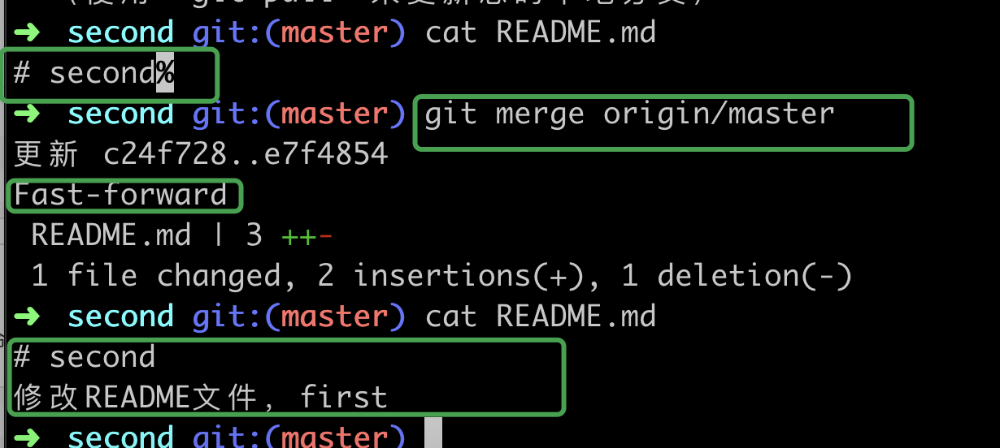 (使用 "git pull" 来更新您的本地分支)
➜ second git:(master) cat README.md
# second%
➜ second git:(master) git merge origin/master
更新 c24f728..e7f4854
Fast-forward
README.md | 3 ++-
1 file changed, 2 insertions(+), 1 deletion(-)
➜ second git:(master) cat README.md
# second
修改README文件, first
➜ second git:(master)